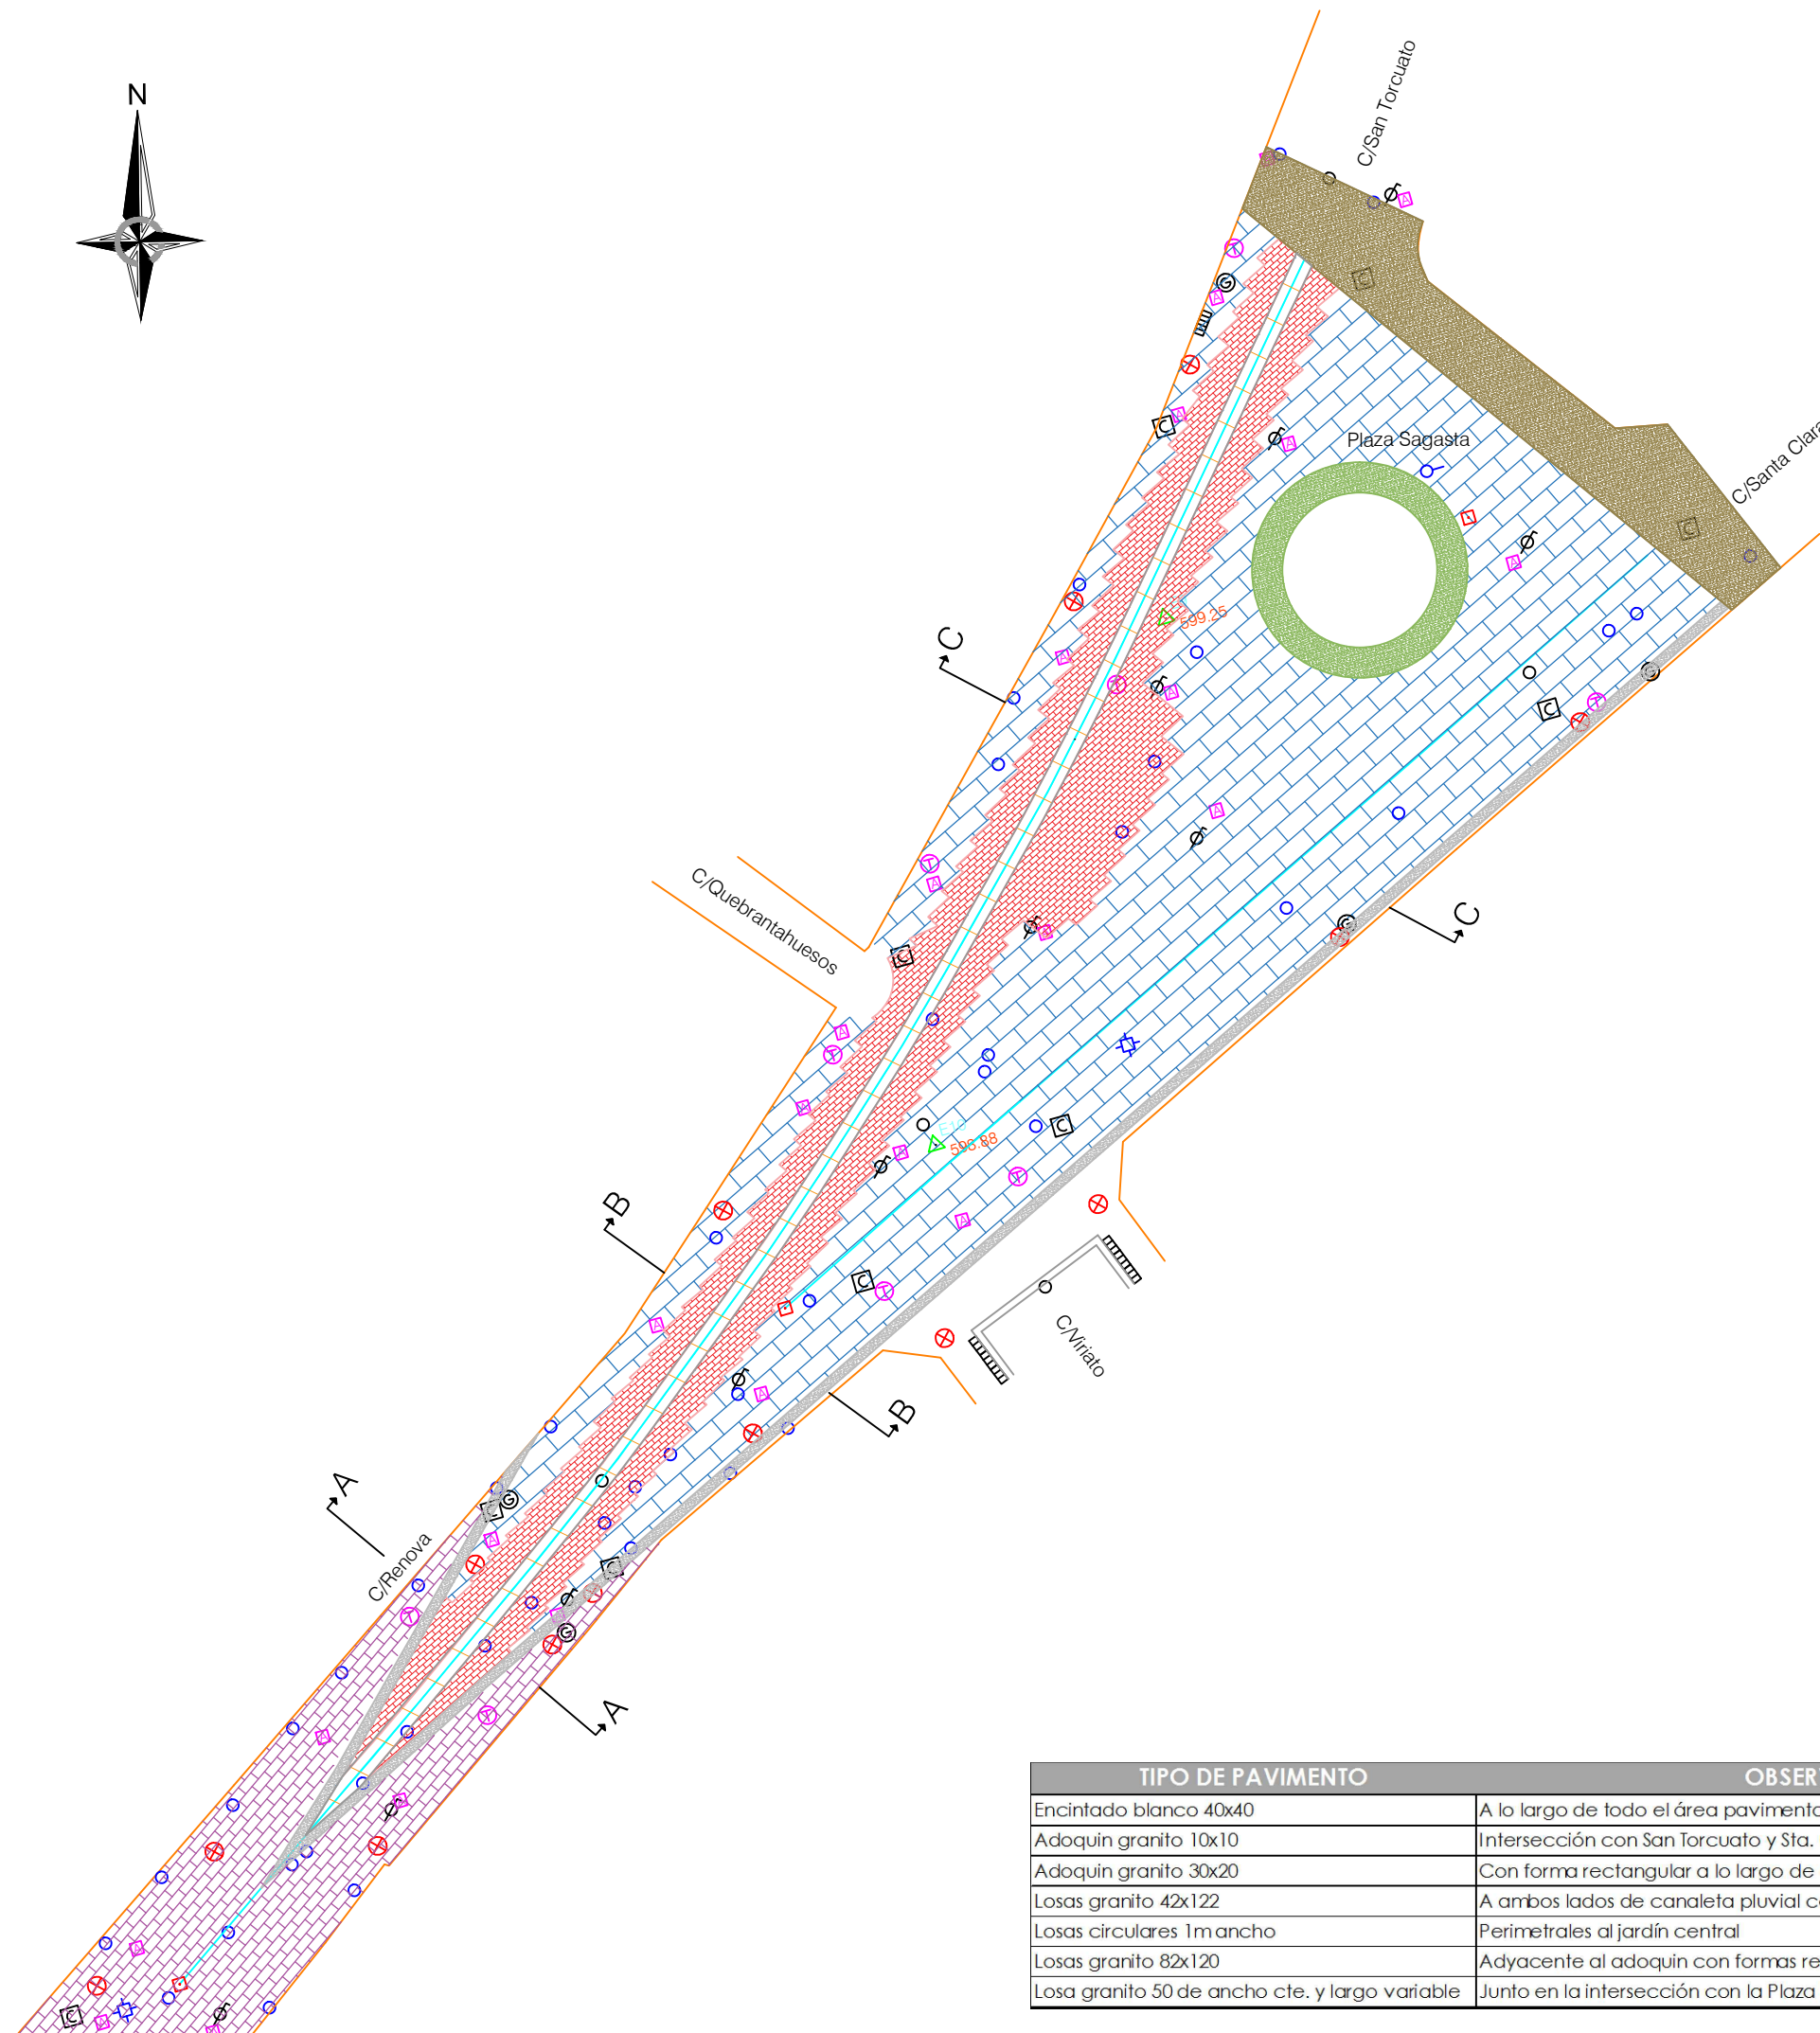 N
C/San Torcuato
C/Santa Clara
Plaza Sagasta
599.25
C
C/Quebrantahuesos
C
E10
598.88
B
C/Viriato
B
A
C/Renova
A
TIPO DE PAVIMENTO OBSER
Encintado blanco 40x40 A lo largo de todo el área paviment
Adoquin granito 10x10 Intersección con San Torcuato y Sta.
Adoquin granito 30x20 Con forma rectangular a lo largo de
Losas granito 42x122 A ambos lados de canaleta pluvial c
Losas circulares 1m ancho Perimetrales al jardín central
Losas granito 82x120 Adyacente al adoquin con formas re
Losa granito 50 de ancho cte. y largo variable Junto en la intersección con la Plaza